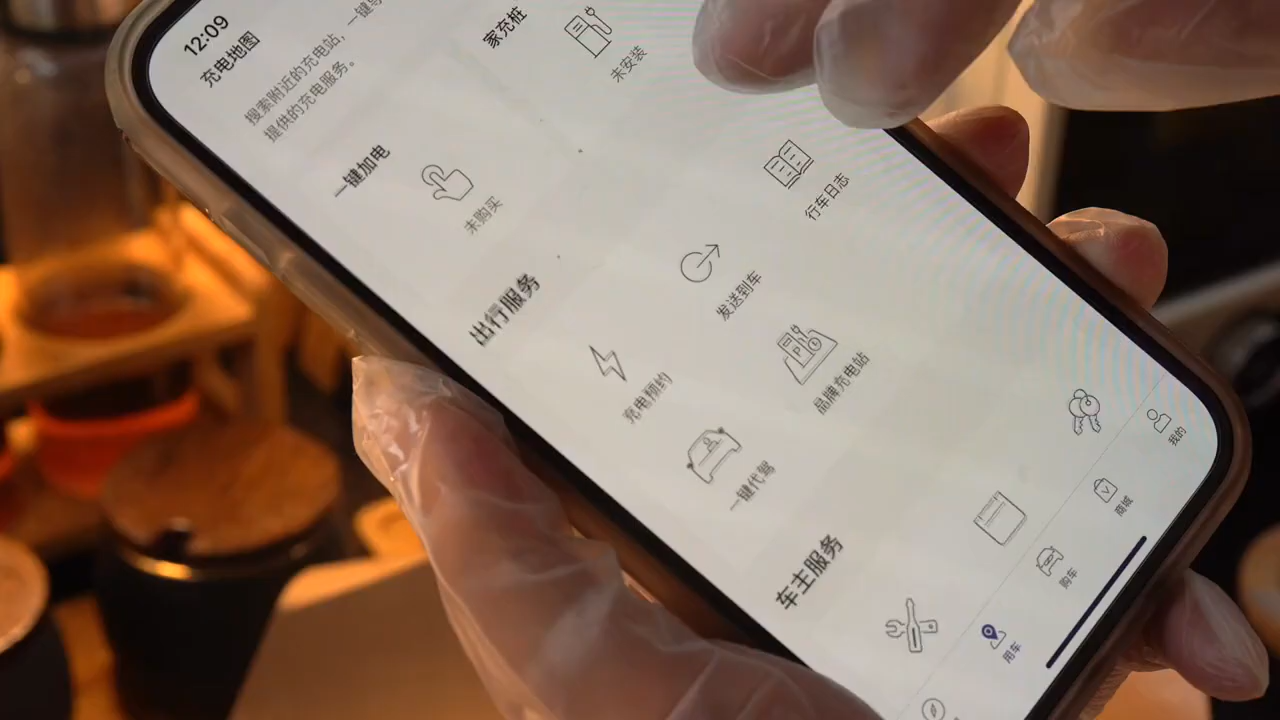 12:09
充电地图
搜索附近的充电站，一键
提供的充电服务。
一键加电
未购买
家充桩
未安装
出行服务
充电预约
发送到车
行车日志
一键代驾
品牌充电站
车主服务
用车
购车
商城
我的